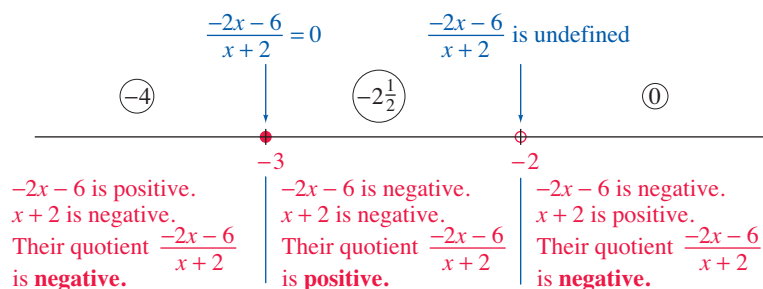 (-2x - 6)/(x + 2) = 0
(-2x - 6)/(x + 2) is undefined
-4
-2 1/2
0
-3
-2
-2x - 6 is positive.
x + 2 is negative.
Their quotient (-2x - 6)/(x + 2)
is negative.
-2x - 6 is negative.
x + 2 is negative.
Their quotient (-2x - 6)/(x + 2)
is positive.
-2x - 6 is negative.
x + 2 is positive.
Their quotient (-2x - 6)/(x + 2)
is negative.